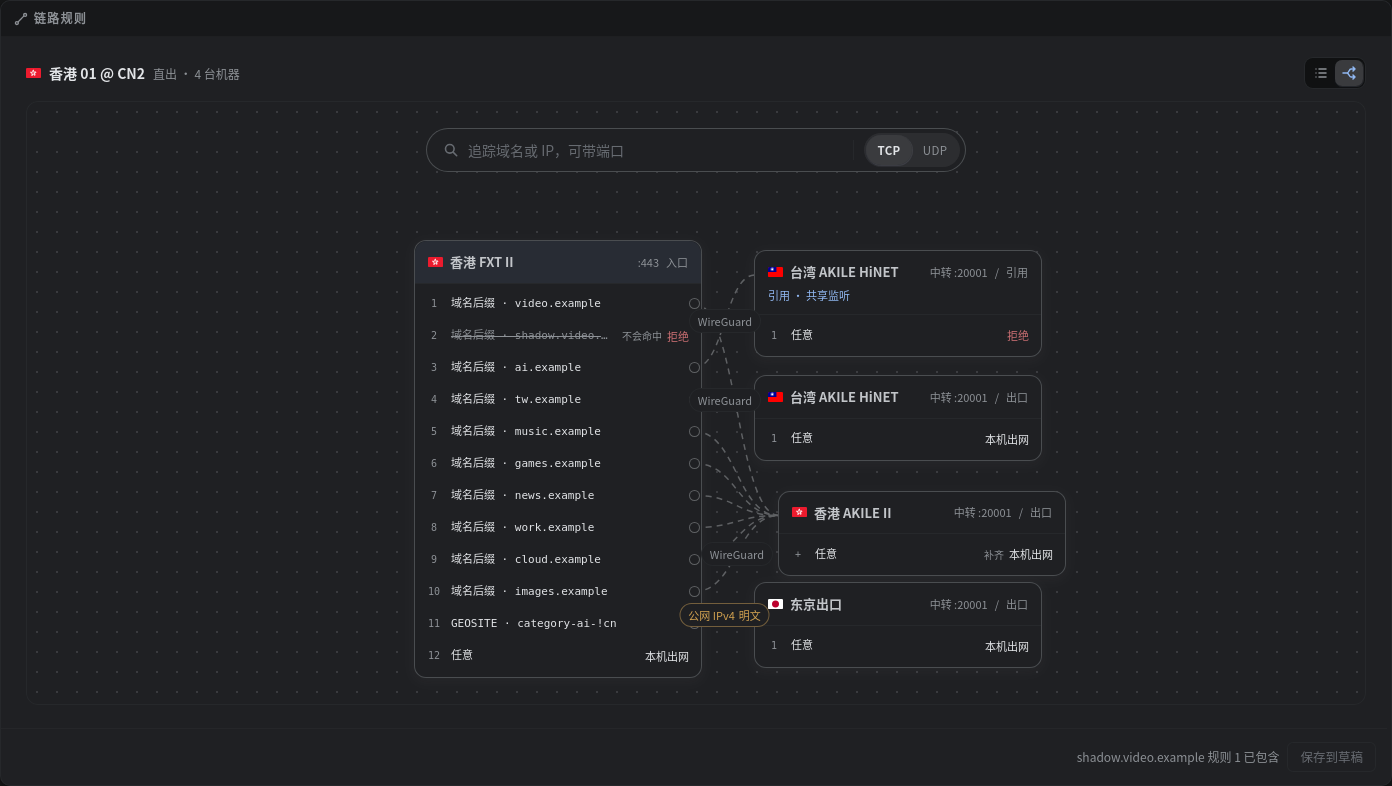 链路规则
香港 01 @ CN2 直出 · 4 台机器
追踪域名或 IP，可带端口 TCP UDP
香港 FXT II :443 入口
1 域名后缀 · video.example
2 域名后缀 · shadow.video.… 不会命中 拒绝
3 域名后缀 · ai.example
4 域名后缀 · tw.example
5 域名后缀 · music.example
6 域名后缀 · games.example
7 域名后缀 · news.example
8 域名后缀 · work.example
9 域名后缀 · cloud.example
10 域名后缀 · images.example
11 GEOSITE · category-ai-!cn
12 任意 本机出网
WireGuard
WireGuard
WireGuard
公网 IPv4 明文
台湾 AKILE HiNET 中转 :20001 / 引用
引用 · 共享监听
1 任意 拒绝
台湾 AKILE HiNET 中转 :20001 / 出口
1 任意 本机出网
香港 AKILE II 中转 :20001 / 出口
+ 任意 补齐 本机出网
东京出口 中转 :20001 / 出口
1 任意 本机出网
shadow.video.example 规则 1 已包含 保存到草稿